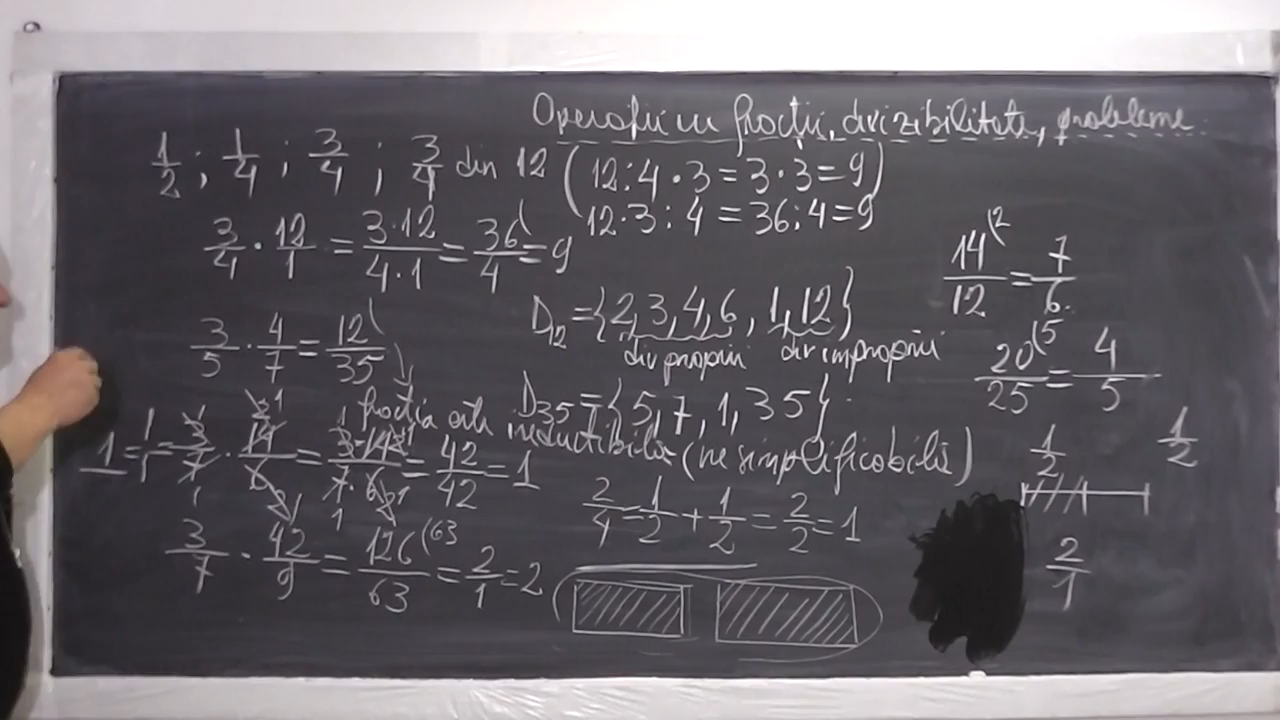 Operații cu fracții, divizibilitate, probleme
1/2 ; 1/4 ; 3/4 ; 3/4 din 12 (12:4·3=3·3=9)
12·3:4=36:4=9
3/4 · 12/1 = 3·12/4·1 = 36(/4 = 9
14(2/12 = 7/6.
D12={2,3,4,6,1,12}
div proprii div improprii
3/5 · 4/7 = 12(/35
20(5/25 = 4/5
D35={5,7,1,35}.
fracția este ireductibilă (nesimplificabilă)
1=1/1=3/7 · 14/6 = 3·14/7·6 = 42/42 = 1
1/2 1/2
2/4=1/2+1/2=2/2=1
3/7 · 42/9 = 126(63/63 = 2/1 = 2
2/1